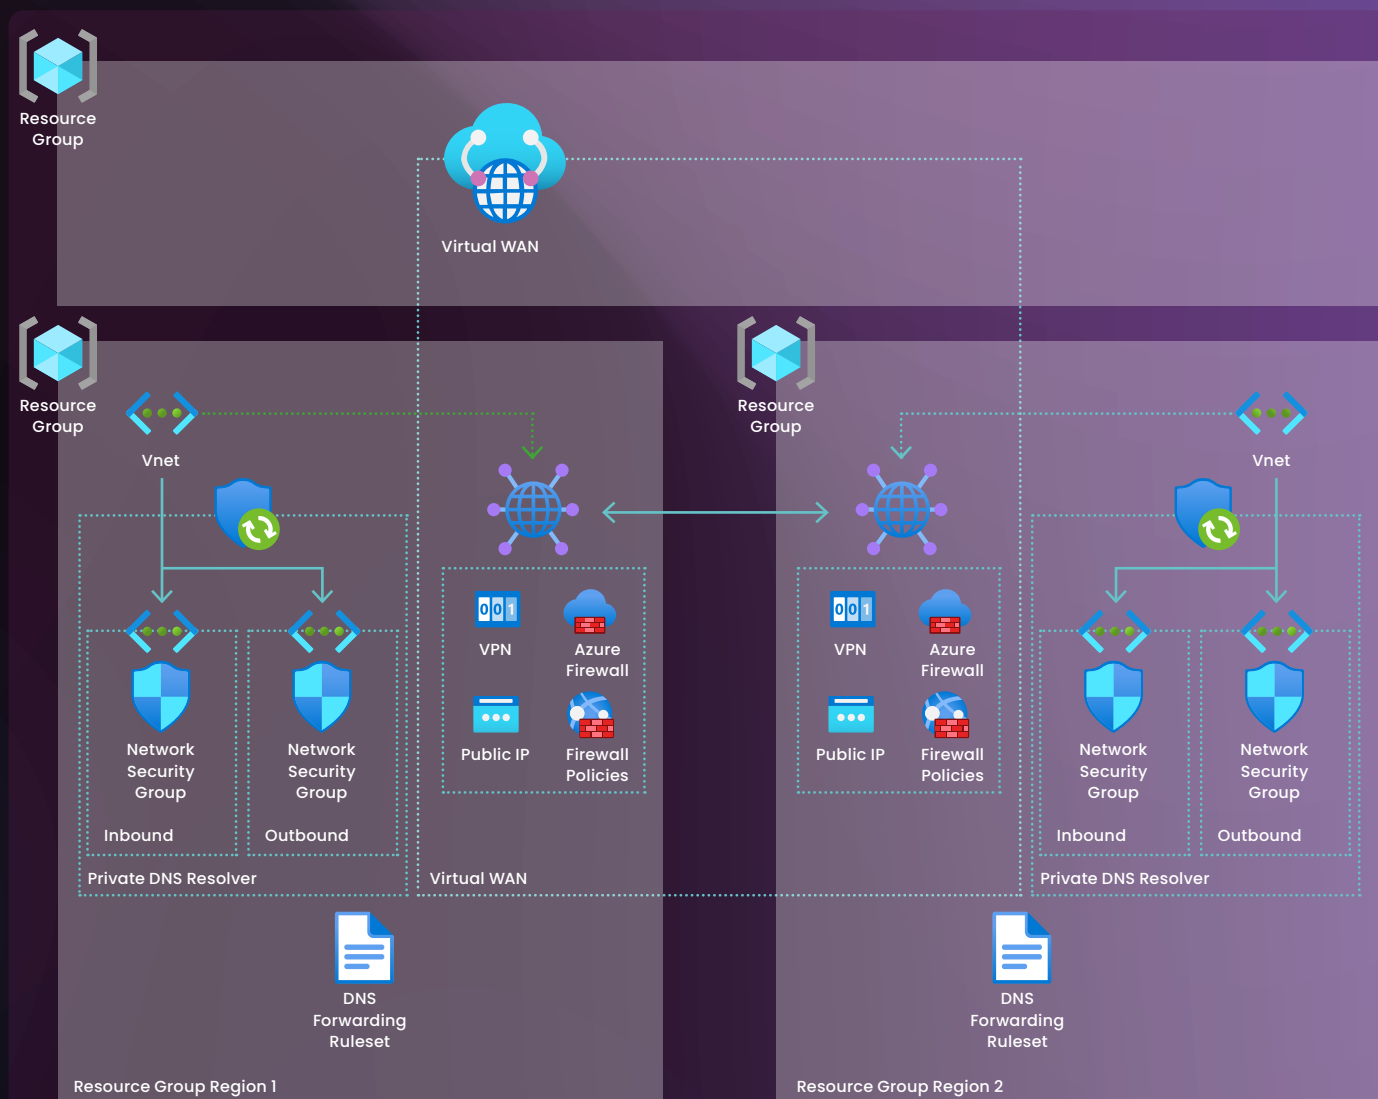 Resource
Group
Virtual WAN
Resource
Group
Resource
Group
Vnet
Vnet
001
VPN
Azure
Firewall
Public IP
Firewall
Policies
001
VPN
Azure
Firewall
Public IP
Firewall
Policies
Network
Security
Group
Inbound
Network
Security
Group
Outbound
Network
Security
Group
Inbound
Network
Security
Group
Outbound
Private DNS Resolver
Virtual WAN
Private DNS Resolver
DNS
Forwarding
Ruleset
DNS
Forwarding
Ruleset
Resource Group Region 1
Resource Group Region 2